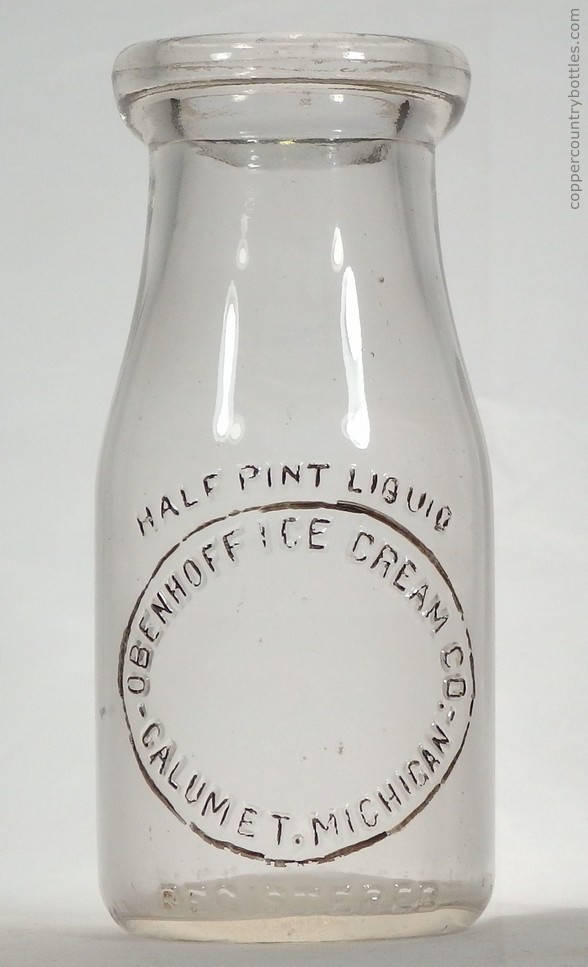 coppercountrybottles.com
HALF PINT LIQUID
OBENHOFF ICE CREAM CO.
- CALUMET. MICHIGAN -
REGISTERED